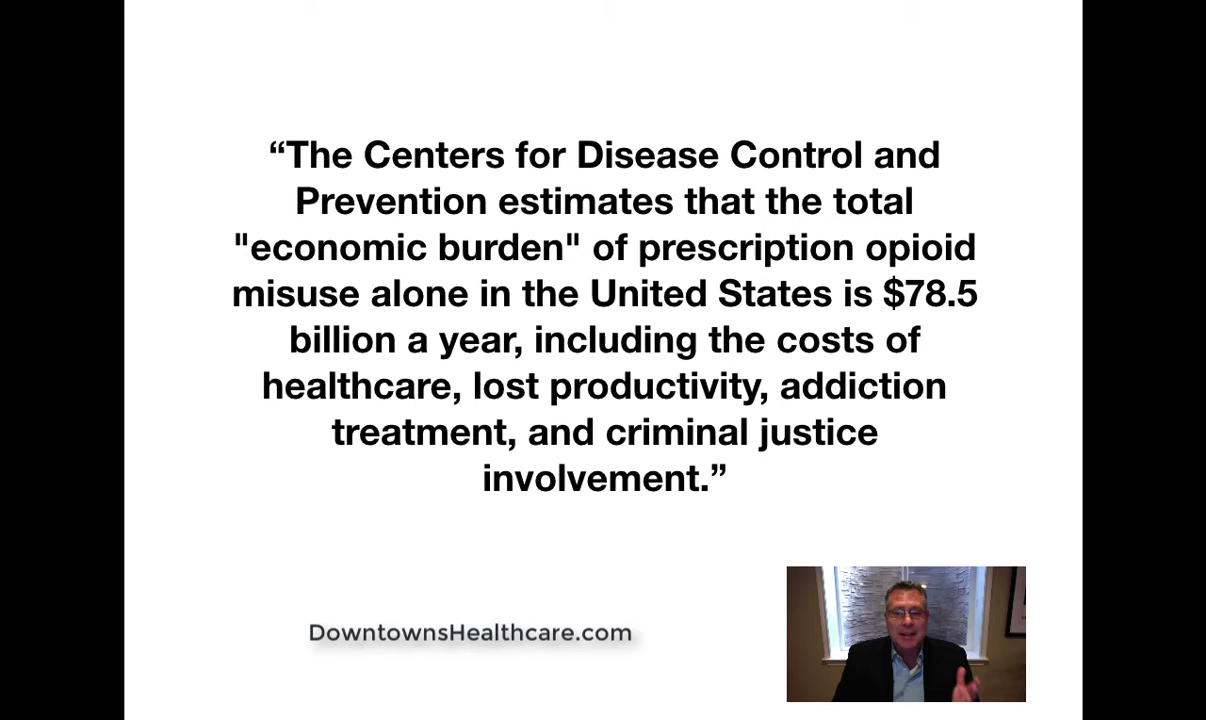 “The Centers for Disease Control and
Prevention estimates that the total
"economic burden" of prescription opioid
misuse alone in the United States is $78.5
billion a year, including the costs of
healthcare, lost productivity, addiction
treatment, and criminal justice
involvement.”
DowntownsHealthcare.com